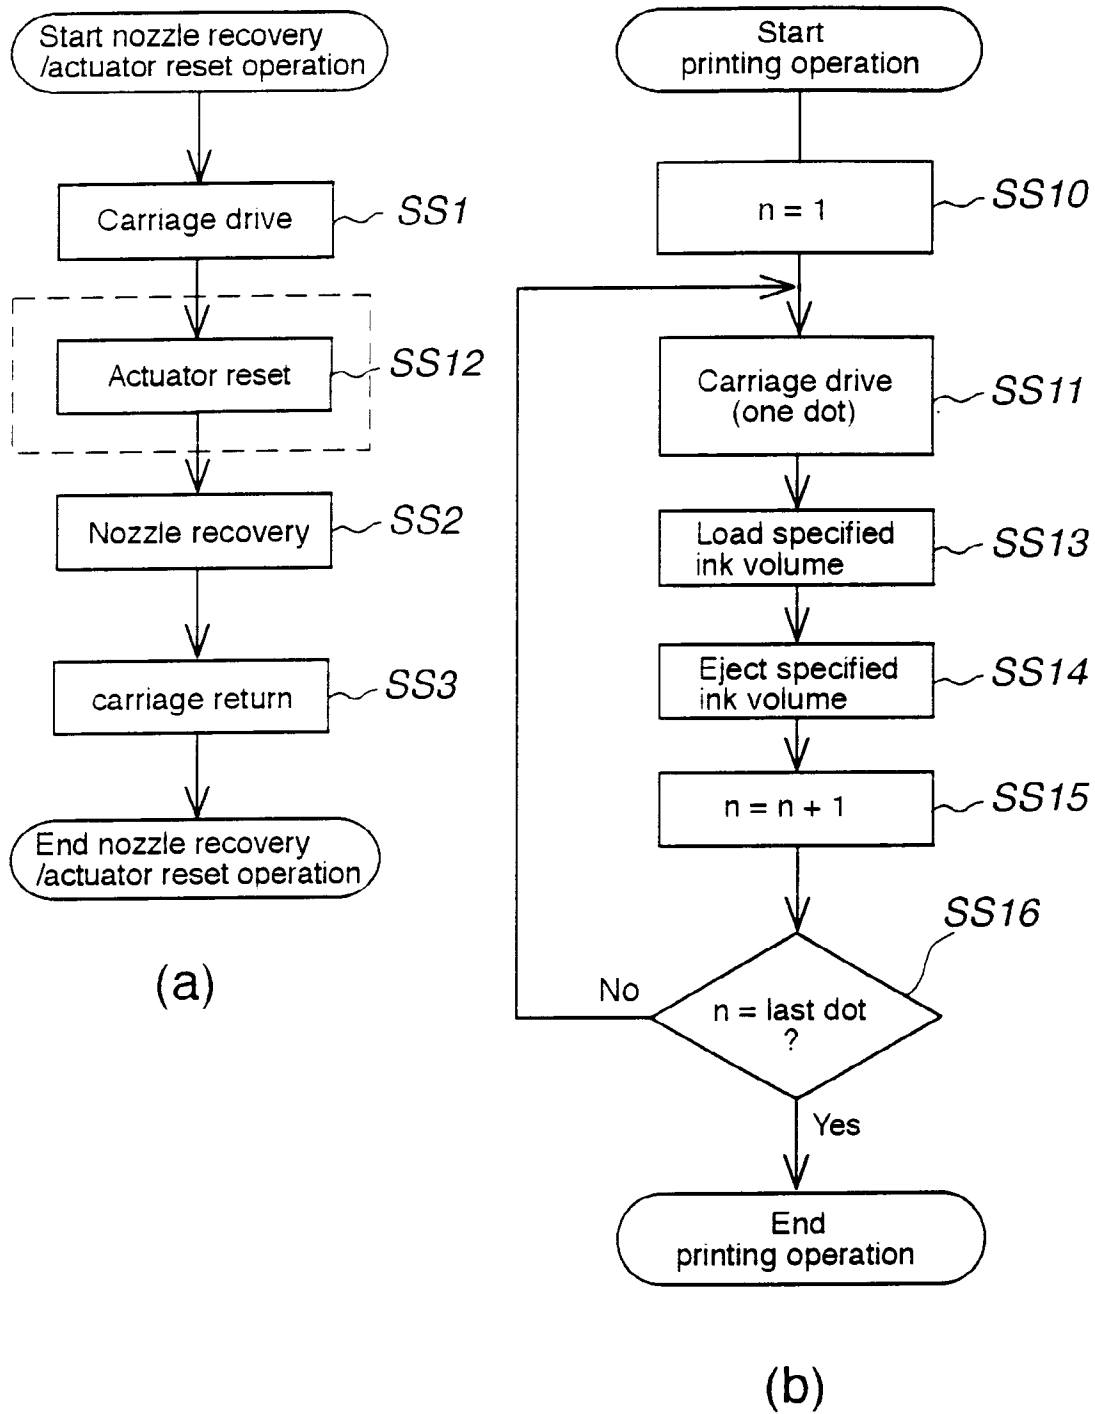 Start nozzle recovery
/actuator reset operation
Carriage drive
SS1
Actuator reset
SS12
Nozzle recovery
SS2
carriage return
SS3
End nozzle recovery
/actuator reset operation
(a)
Start
printing operation
n = 1
SS10
Carriage drive
(one dot)
SS11
Load specified
ink volume
SS13
Eject specified
ink volume
SS14
n = n + 1
SS15
SS16
No
n = last dot
?
Yes
End
printing operation
(b)